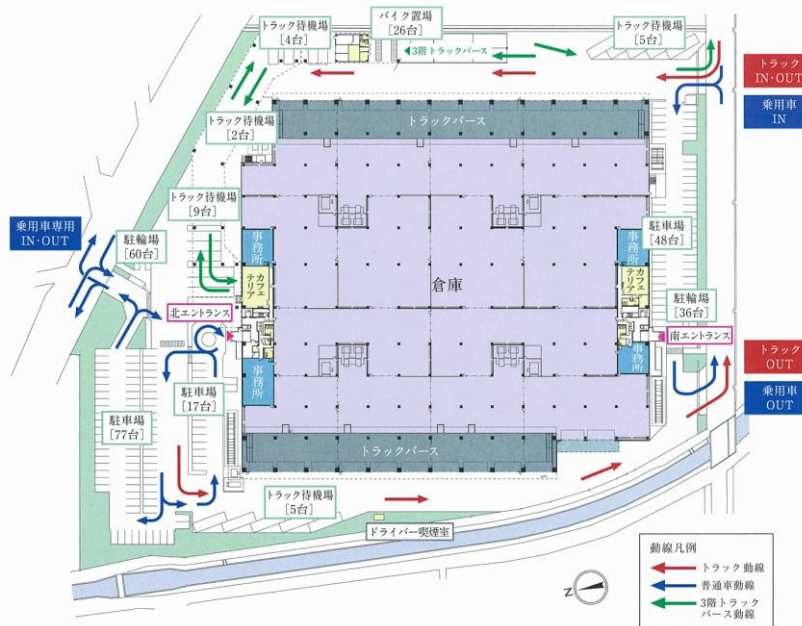 トラック待機場
[4台]
バイク置場
[26台]
トラック待機場
[5台]
3階トラックバース
トラック
IN・OUT
乗用車
IN
トラック待機場
[2台]
トラックバース
トラック待機場
[9台]
乗用車専用
IN・OUT
駐輪場
[60台]
事務所
カフェ
テリア
倉庫
事務所
カフェ
テリア
駐車場
[48台]
駐輪場
[36台]
北エントランス
南エントランス
事務所
事務所
トラック
OUT
乗用車
OUT
駐車場
[17台]
駐車場
[77台]
トラックバース
トラック待機場
[5台]
ドライバー喫煙室
Z
動線凡例
トラック動線
普通車動線
3階トラック
バース動線